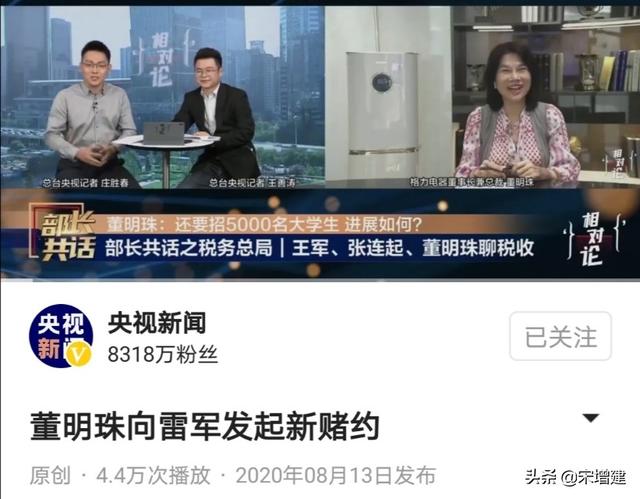 相对论
相对论
总台央视记者 庄胜春
总台央视记者 王善涛
格力电器董事长兼总裁 董明珠
部长共话
董明珠：还要招5000名大学生 进展如何？
部长共话之税务总局｜王军、张连起、董明珠聊税收
相对论
央视新闻
央视新闻
8318万粉丝
已关注
董明珠向雷军发起新赌约
原创 · 4.4万次播放 · 2020年08月13日发布
头条@宋增建